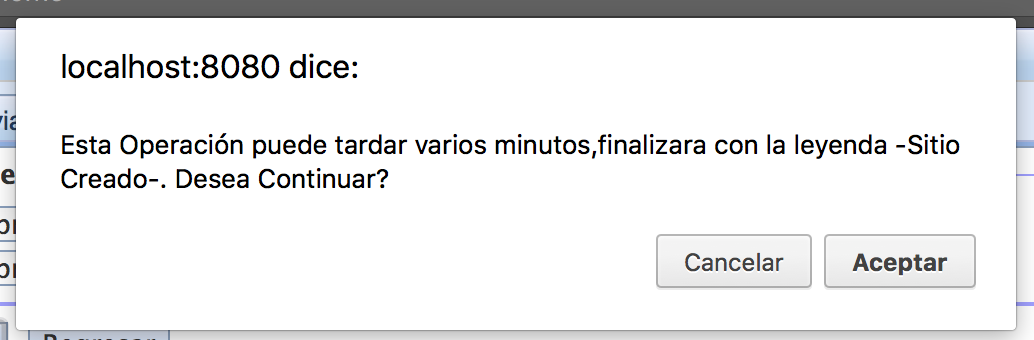 localhost:8080 dice:
Esta Operación puede tardar varios minutos,finalizara con la leyenda -Sitio
Creado-. Desea Continuar?
Cancelar
Aceptar